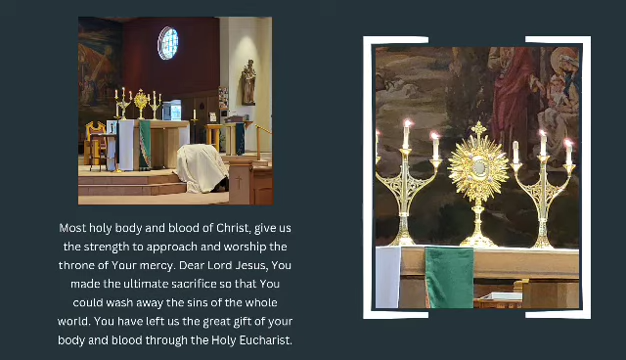 Most holy body and blood of Christ, give us
the strength to approach and worship the
throne of Your mercy. Dear Lord Jesus, You
made the ultimate sacrifice so that You
could wash away the sins of the whole
world. You have left us the great gift of your
body and blood through the Holy Eucharist.